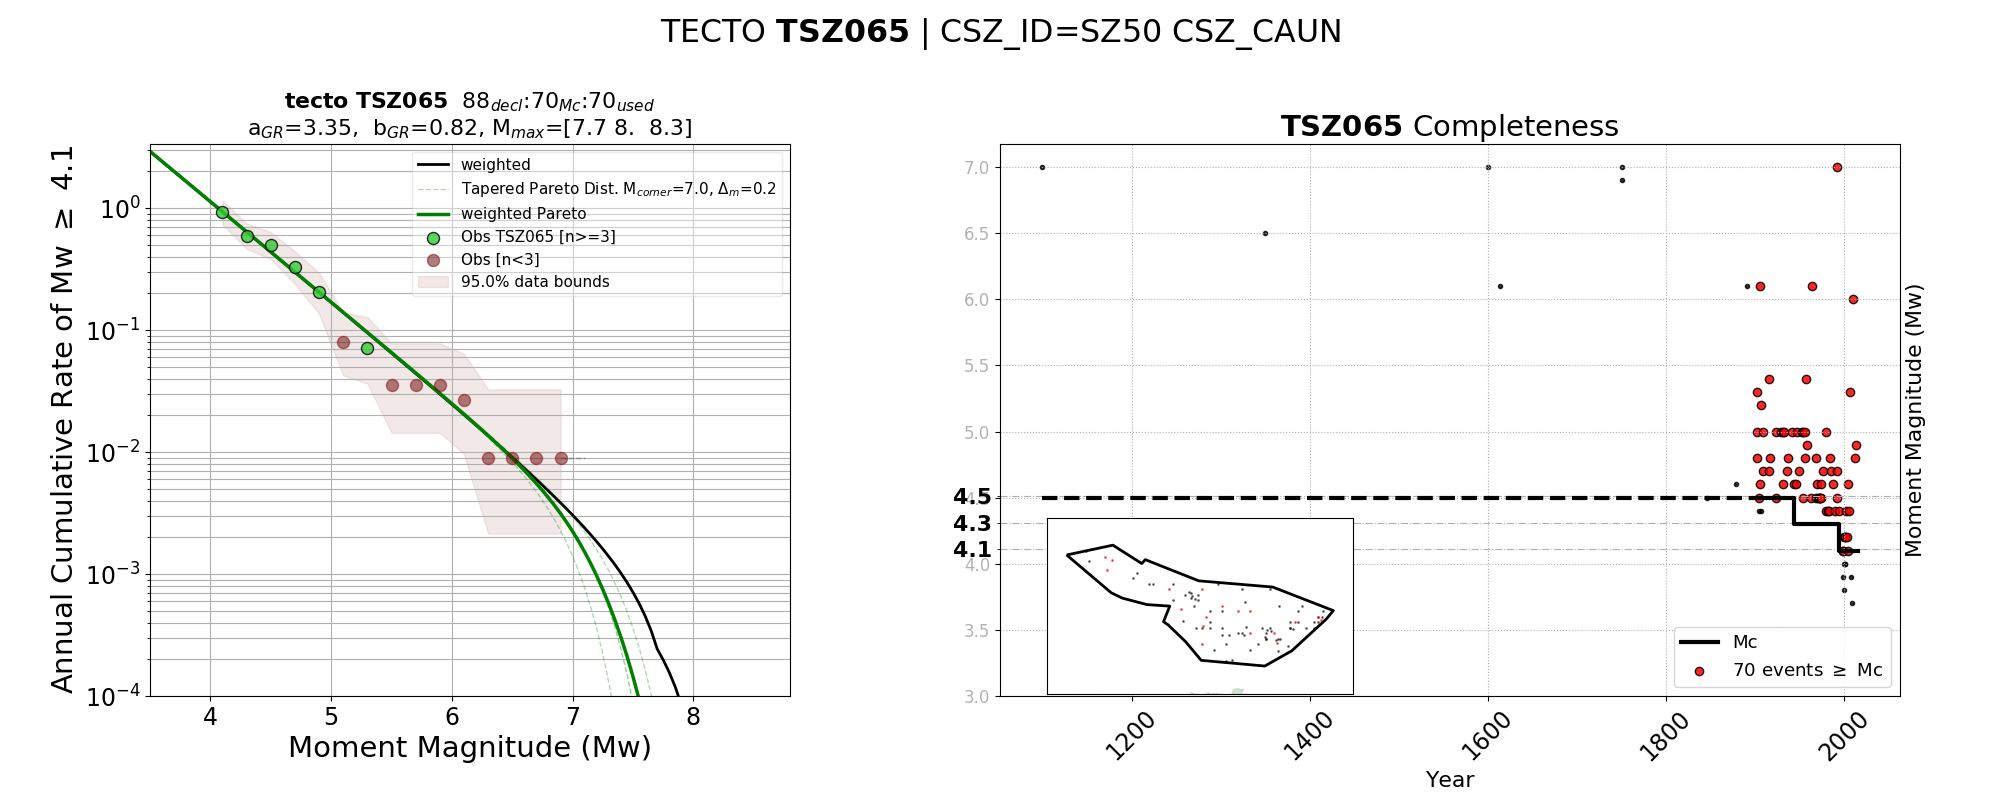 TECTO TSZ065 | CSZ_ID=SZ50 CSZ_CAUN
tecto TSZ065 88decl:70Mc:70used
aGR=3.35, bGR=0.82, Mmax=[7.7 8. 8.3]
Annual Cumulative Rate of Mw ≥ 4.1
10^0
10^-1
10^-2
10^-3
10^-4
weighted
Tapered Pareto Dist. Mcorner=7.0, Δm=0.2
weighted Pareto
Obs TSZ065 [n>=3]
Obs [n<3]
95.0% data bounds
4 5 6 7 8
Moment Magnitude (Mw)
TSZ065 Completeness
7.0
6.5
6.0
5.5
5.0
4.5
4.5
4.3
4.1
4.0
3.5
3.0
Moment Magnitude (Mw)
Mc
70 events ≥ Mc
1200 1400 1600 1800 2000
Year